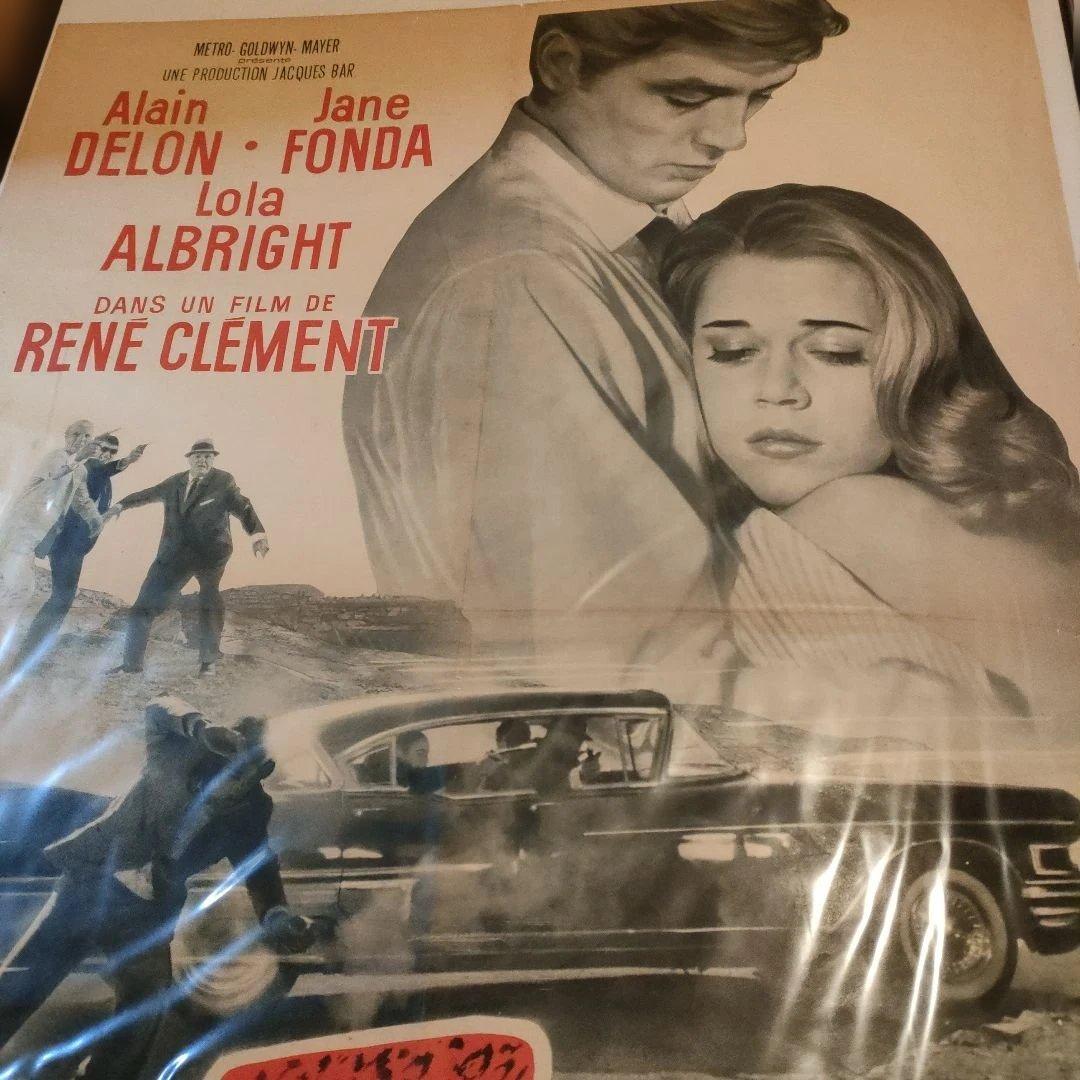 METRO-GOLDWYN-MAYER
présente
UNE PRODUCTION JACQUES BAR
Alain Jane
DELON • FONDA
Lola
ALBRIGHT
DANS UN FILM DE
RENÉ CLÉMENT